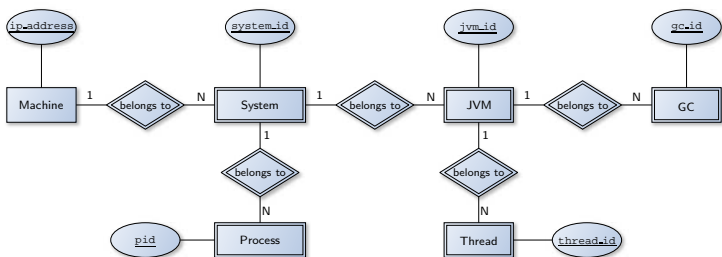 ip_address
system_id
jvm_id
gc_id
Machine
1
belongs to
N
System
1
belongs to
N
JVM
1
belongs to
N
GC
1
1
belongs to
belongs to
N
N
pid
Process
Thread
thread_id